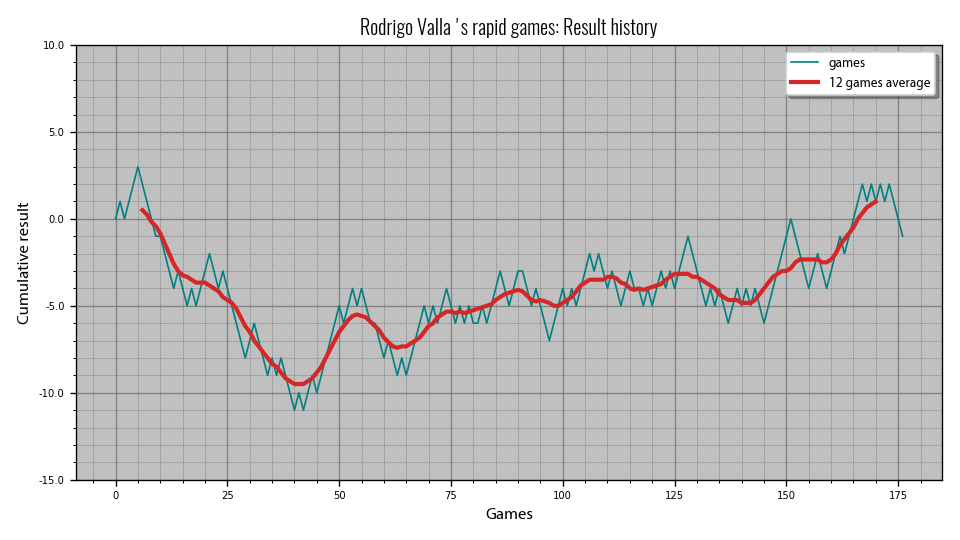 Rodrigo Valla 's rapid games: Result history
10.0
games
12 games average
5.0
0.0
Cumulative result
-5.0
-10.0
-15.0
0 25 50 75 100 125 150 175
Games